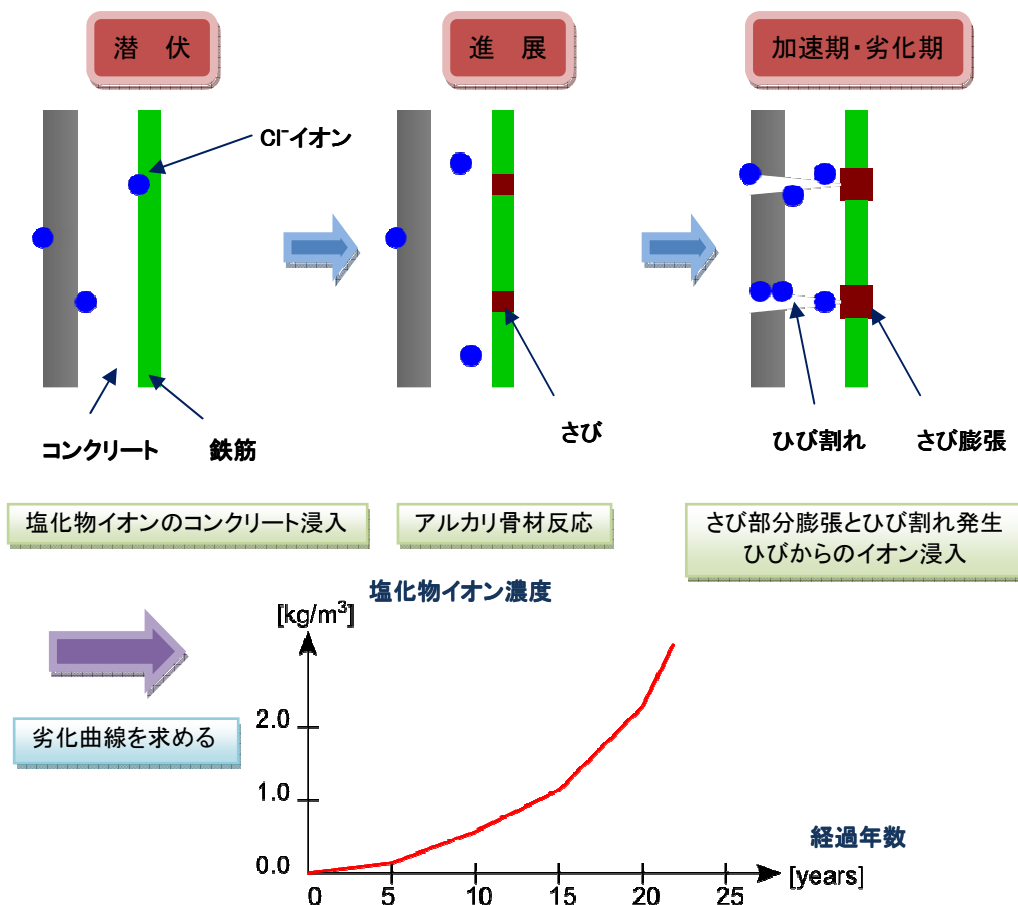 潜 伏
進 展
加速期・劣化期
Cl⁻イオン
コンクリート
鉄筋
さび
ひび割れ
さび膨張
塩化物イオンのコンクリート浸入
アルカリ骨材反応
さび部分膨張とひび割れ発生
ひびからのイオン浸入
塩化物イオン濃度
[kg/m³]
劣化曲線を求める
2.0
1.0
0.0
経過年数
[years]
0 5 10 15 20 25